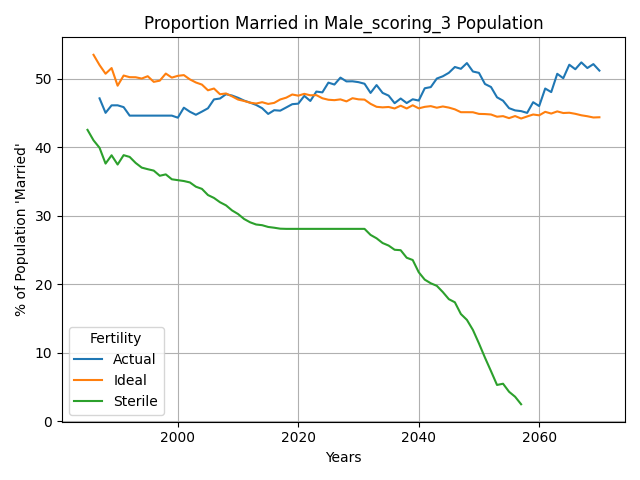 Proportion Married in Male_scoring_3 Population
% of Population 'Married'
50
40
30
20
10
0
Fertility
Actual
Ideal
Sterile
2000 2020 2040 2060
Years